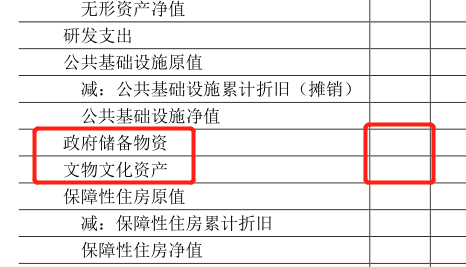 无形资产净值
研发支出
公共基础设施原值
减：公共基础设施累计折旧（摊销）
公共基础设施净值
政府储备物资
文物文化资产
保障性住房原值
减：保障性住房累计折旧
保障性住房净值